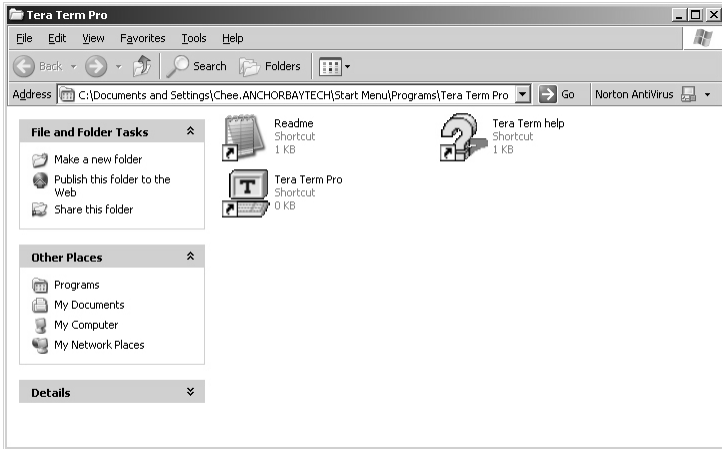 Tera Term Pro
File Edit View Favorites Tools Help
Back Search Folders
Address C:\Documents and Settings\Chee.ANCHORBAYTECH\Start Menu\Programs\Tera Term Pro Go Norton AntiVirus
File and Folder Tasks
Make a new folder
Publish this folder to the
Web
Share this folder
Other Places
Programs
My Documents
My Computer
My Network Places
Details
Readme
Shortcut
1 KB
Tera Term help
Shortcut
1 KB
T
Tera Term Pro
Shortcut
0 KB